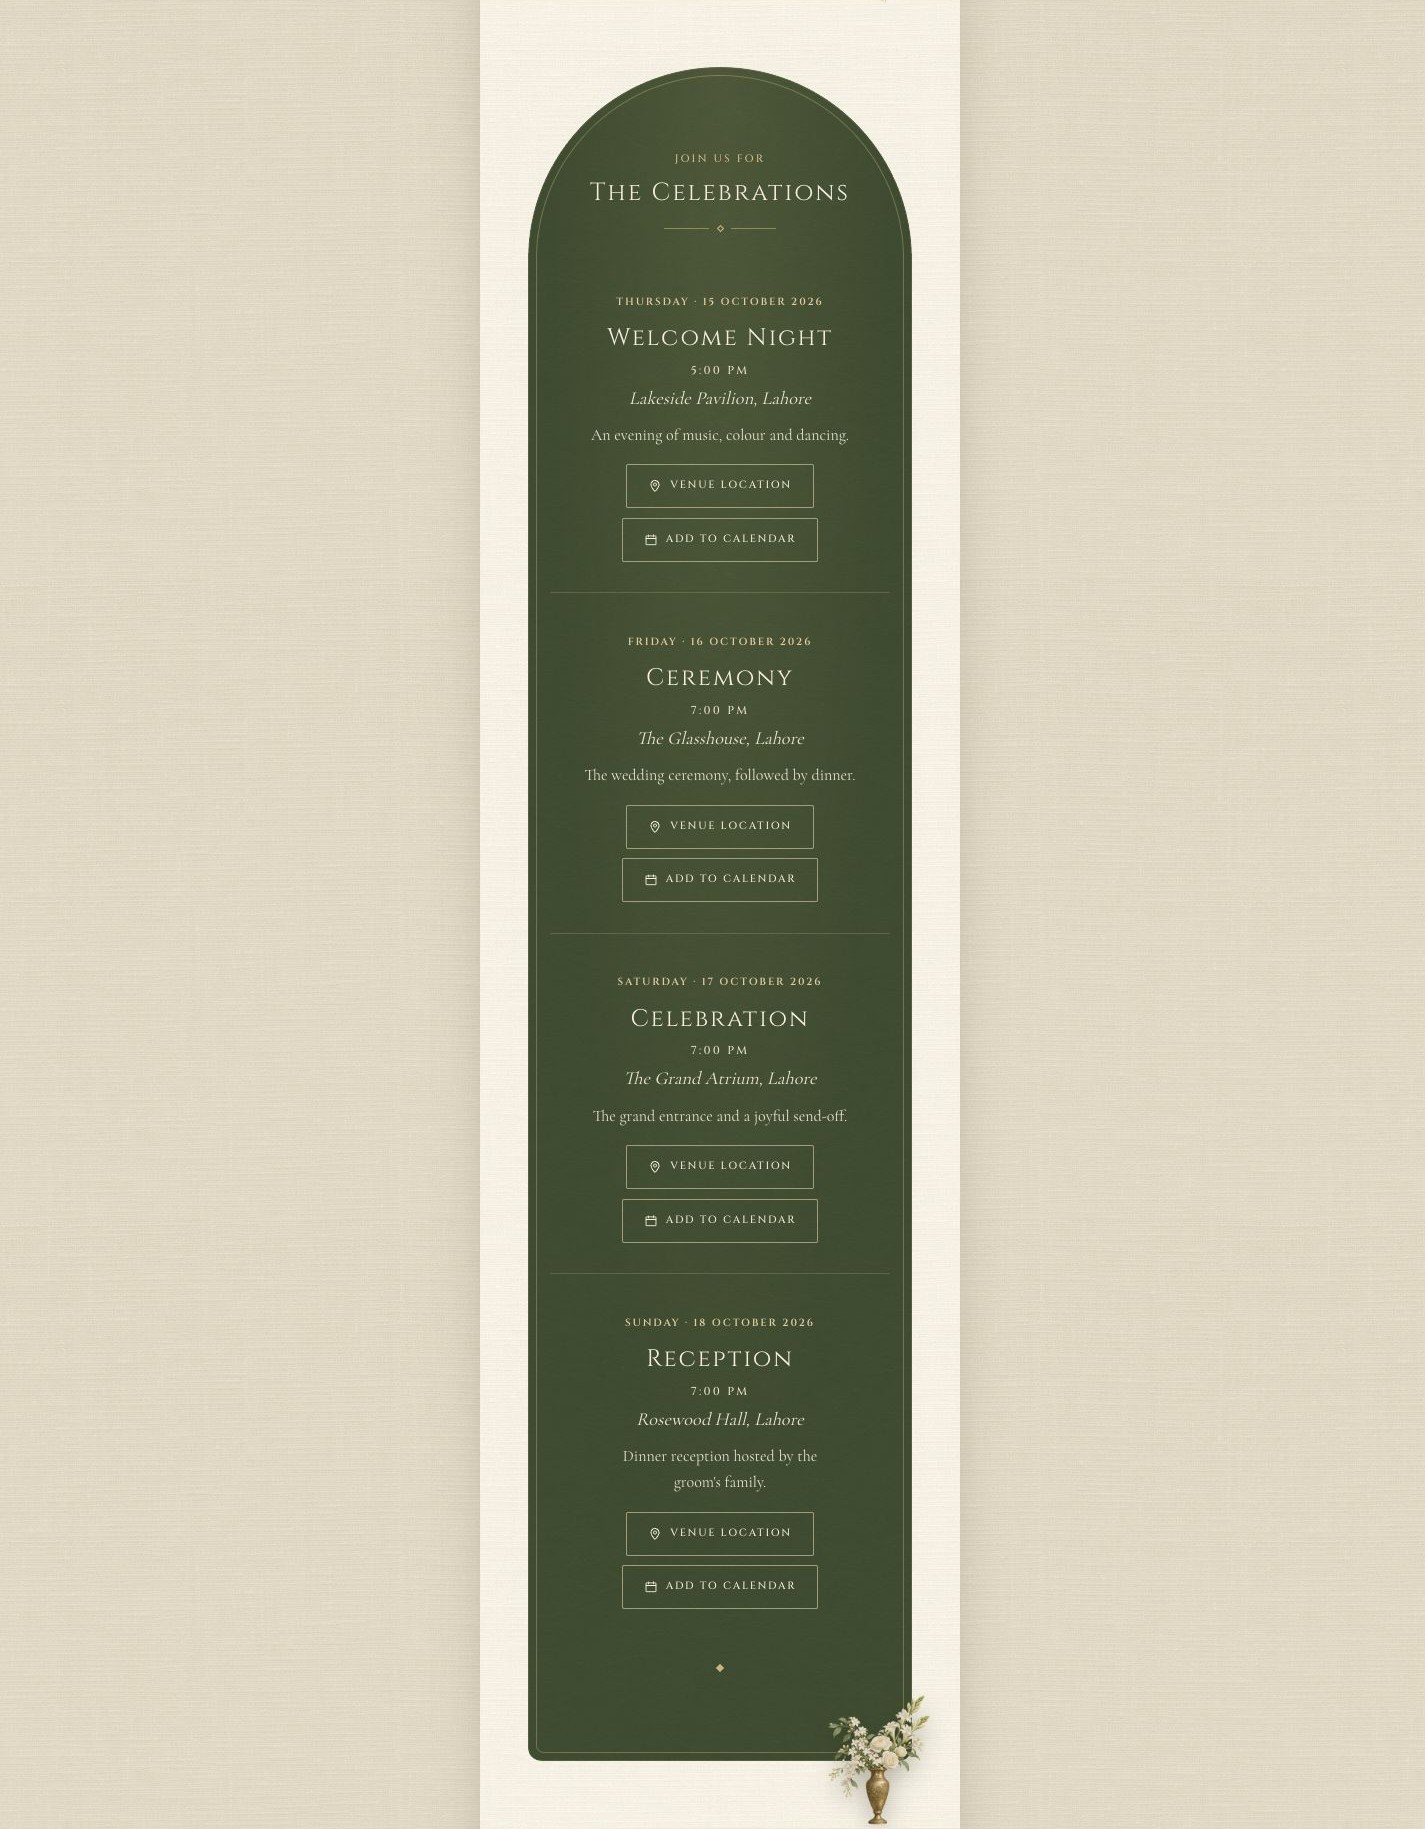 JOIN US FOR
THE CELEBRATIONS
THURSDAY · 15 OCTOBER 2026
WELCOME NIGHT
5:00 PM
Lakeside Pavilion, Lahore
An evening of music, colour and dancing.
VENUE LOCATION
ADD TO CALENDAR
FRIDAY · 16 OCTOBER 2026
CEREMONY
7:00 PM
The Glasshouse, Lahore
The wedding ceremony, followed by dinner.
VENUE LOCATION
ADD TO CALENDAR
SATURDAY · 17 OCTOBER 2026
CELEBRATION
7:00 PM
The Grand Atrium, Lahore
The grand entrance and a joyful send-off.
VENUE LOCATION
ADD TO CALENDAR
SUNDAY · 18 OCTOBER 2026
RECEPTION
7:00 PM
Rosewood Hall, Lahore
Dinner reception hosted by the
groom's family.
VENUE LOCATION
ADD TO CALENDAR